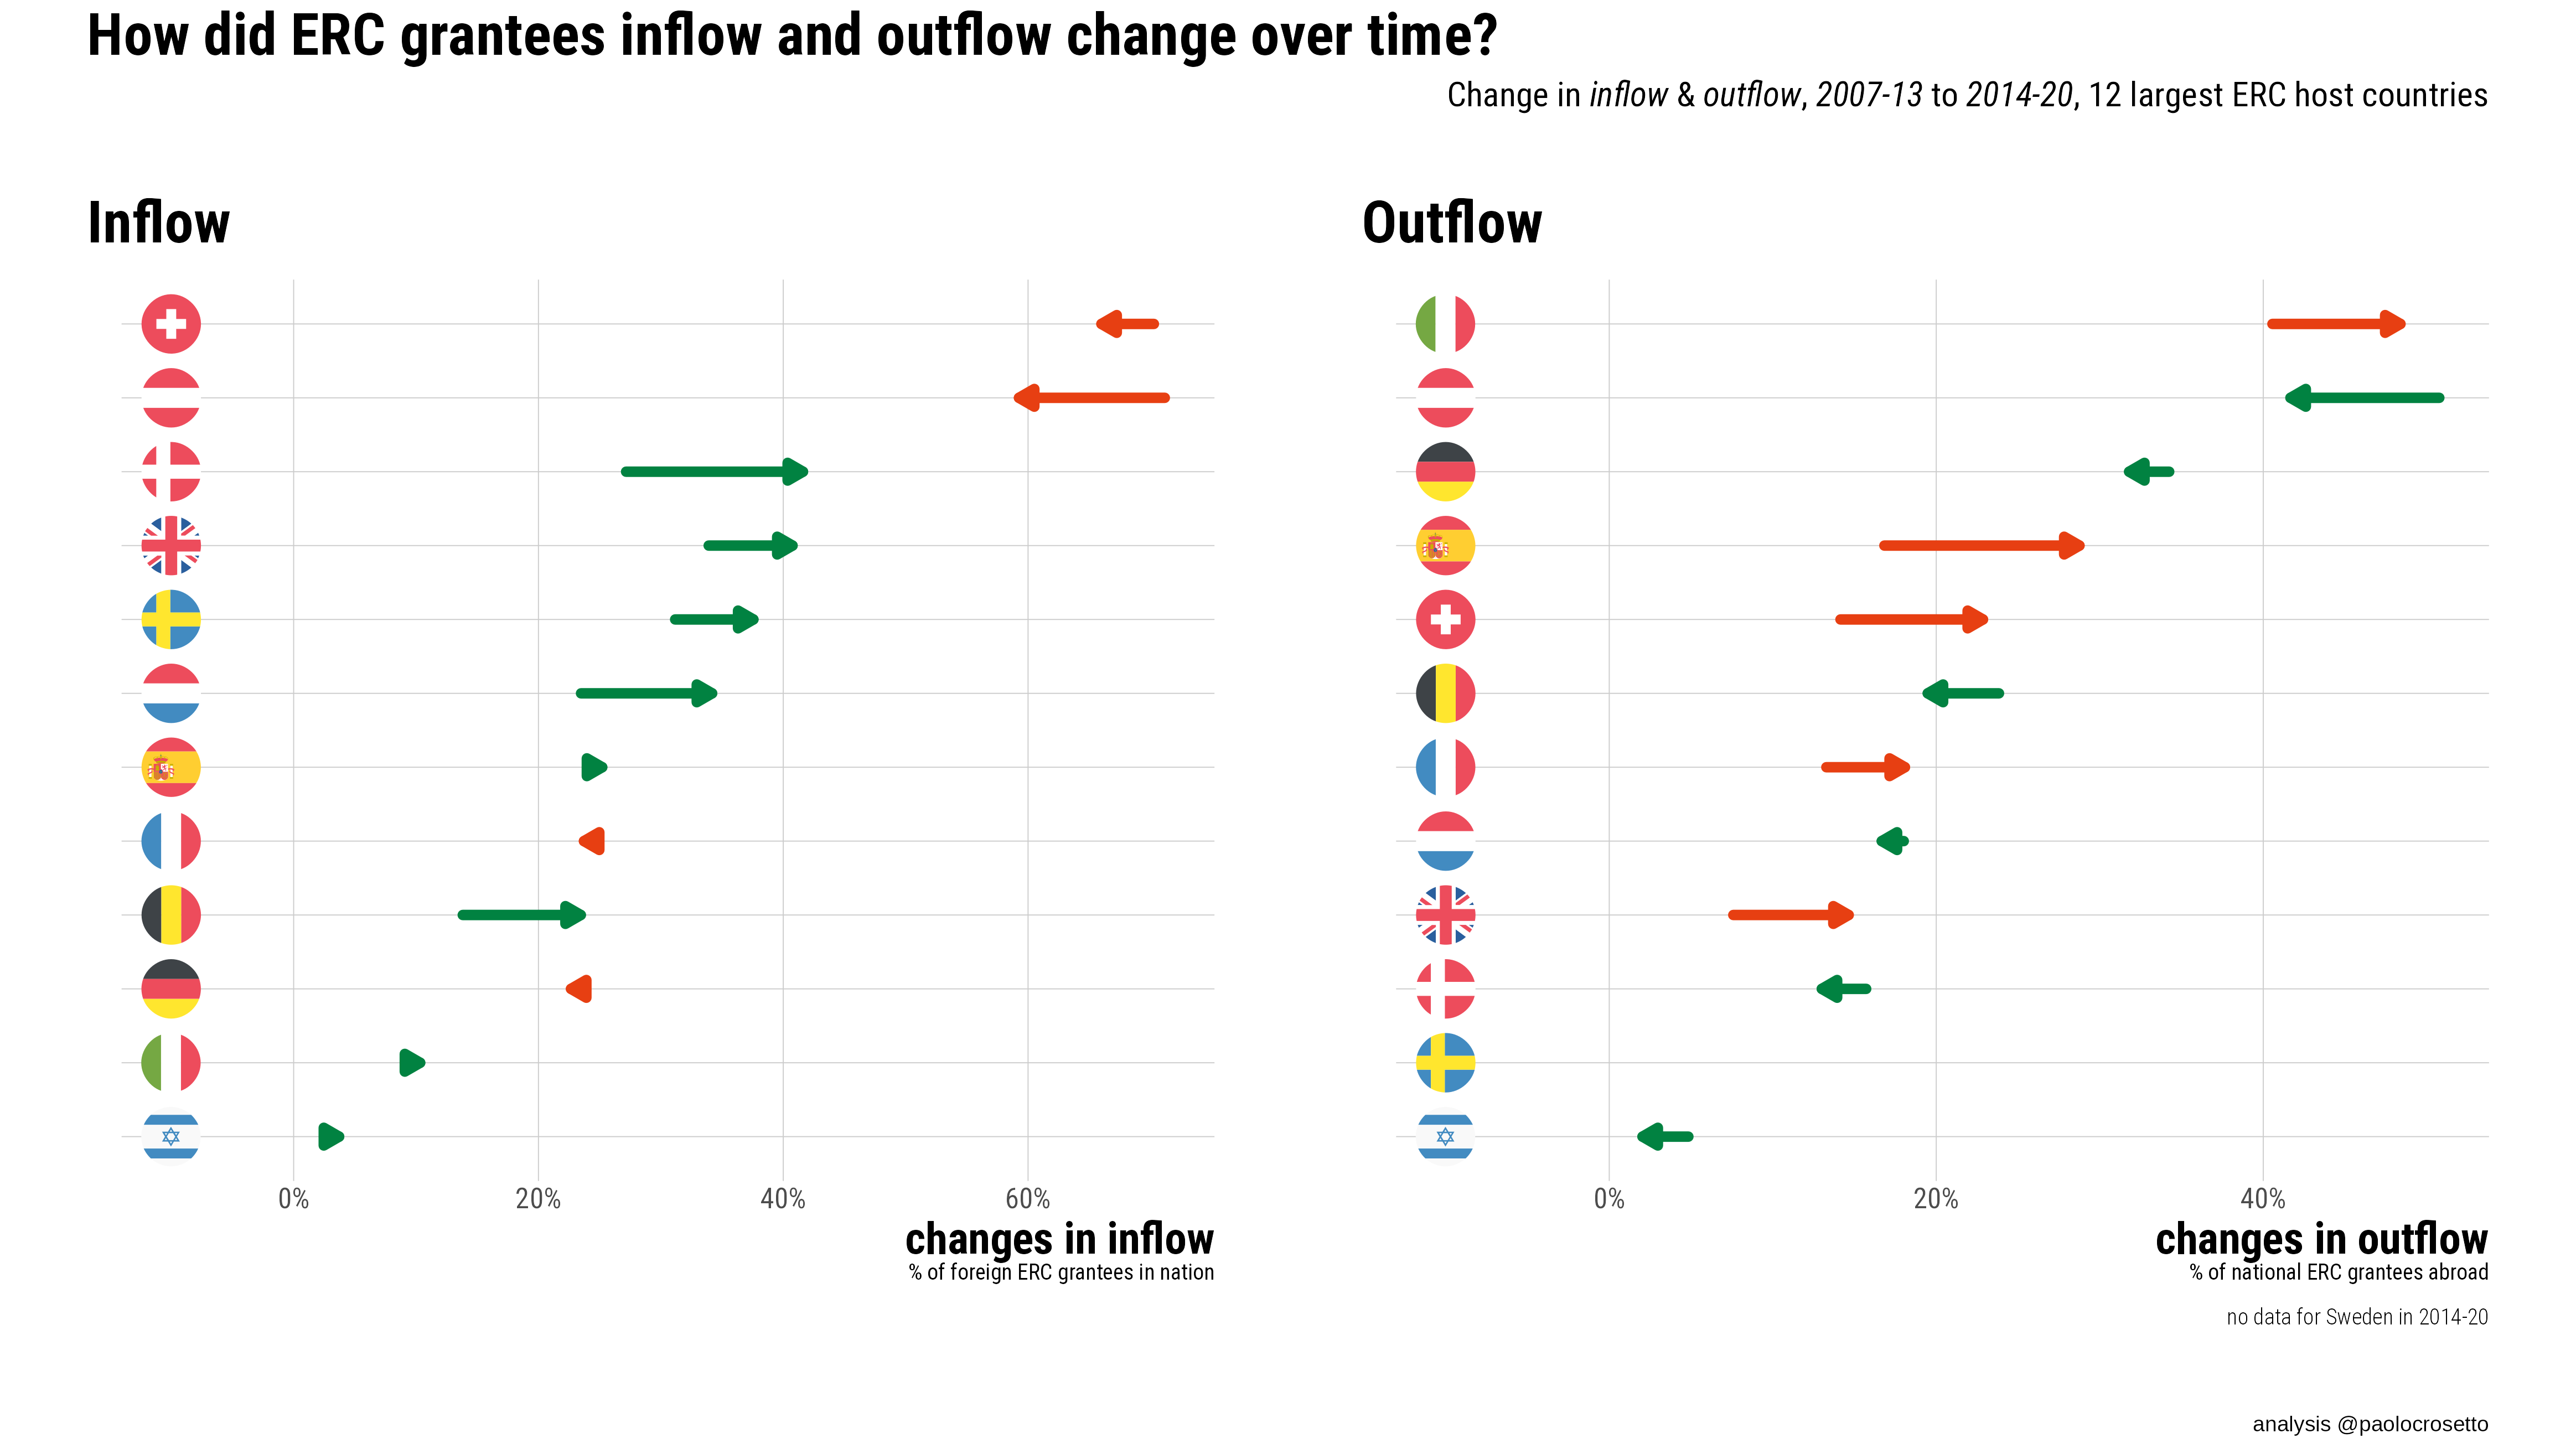 How did ERC grantees inflow and outflow change over time?
Change in inflow & outflow, 2007-13 to 2014-20, 12 largest ERC host countries
Inflow
0% 20% 40% 60%
changes in inflow
% of foreign ERC grantees in nation
Outflow
0% 20% 40%
changes in outflow
% of national ERC grantees abroad
no data for Sweden in 2014-20
analysis @paolocrosetto